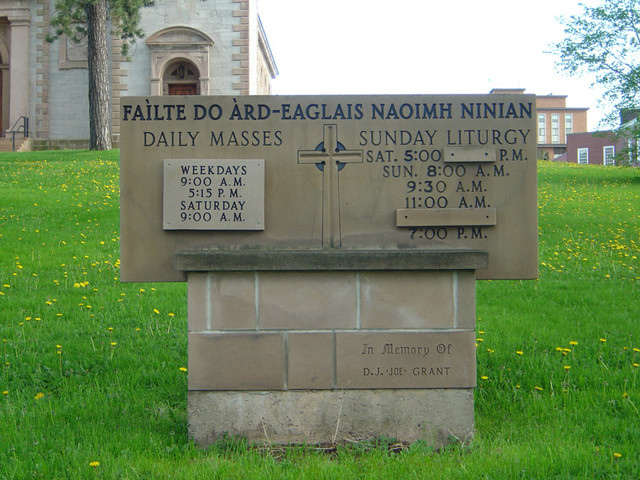 FAÌLTE DO ÀRD-EAGLAIS NAOIMH NINIAN
DAILY MASSES
WEEKDAYS
9:00 A.M.
5:15 P.M.
SATURDAY
9:00 A.M.
SUNDAY LITURGY
SAT. 5:00 P.M.
SUN. 8:00 A.M.
9:30 A.M.
11:00 A.M.
7:00 P.M.
In Memory Of
D.J. "JOE" GRANT